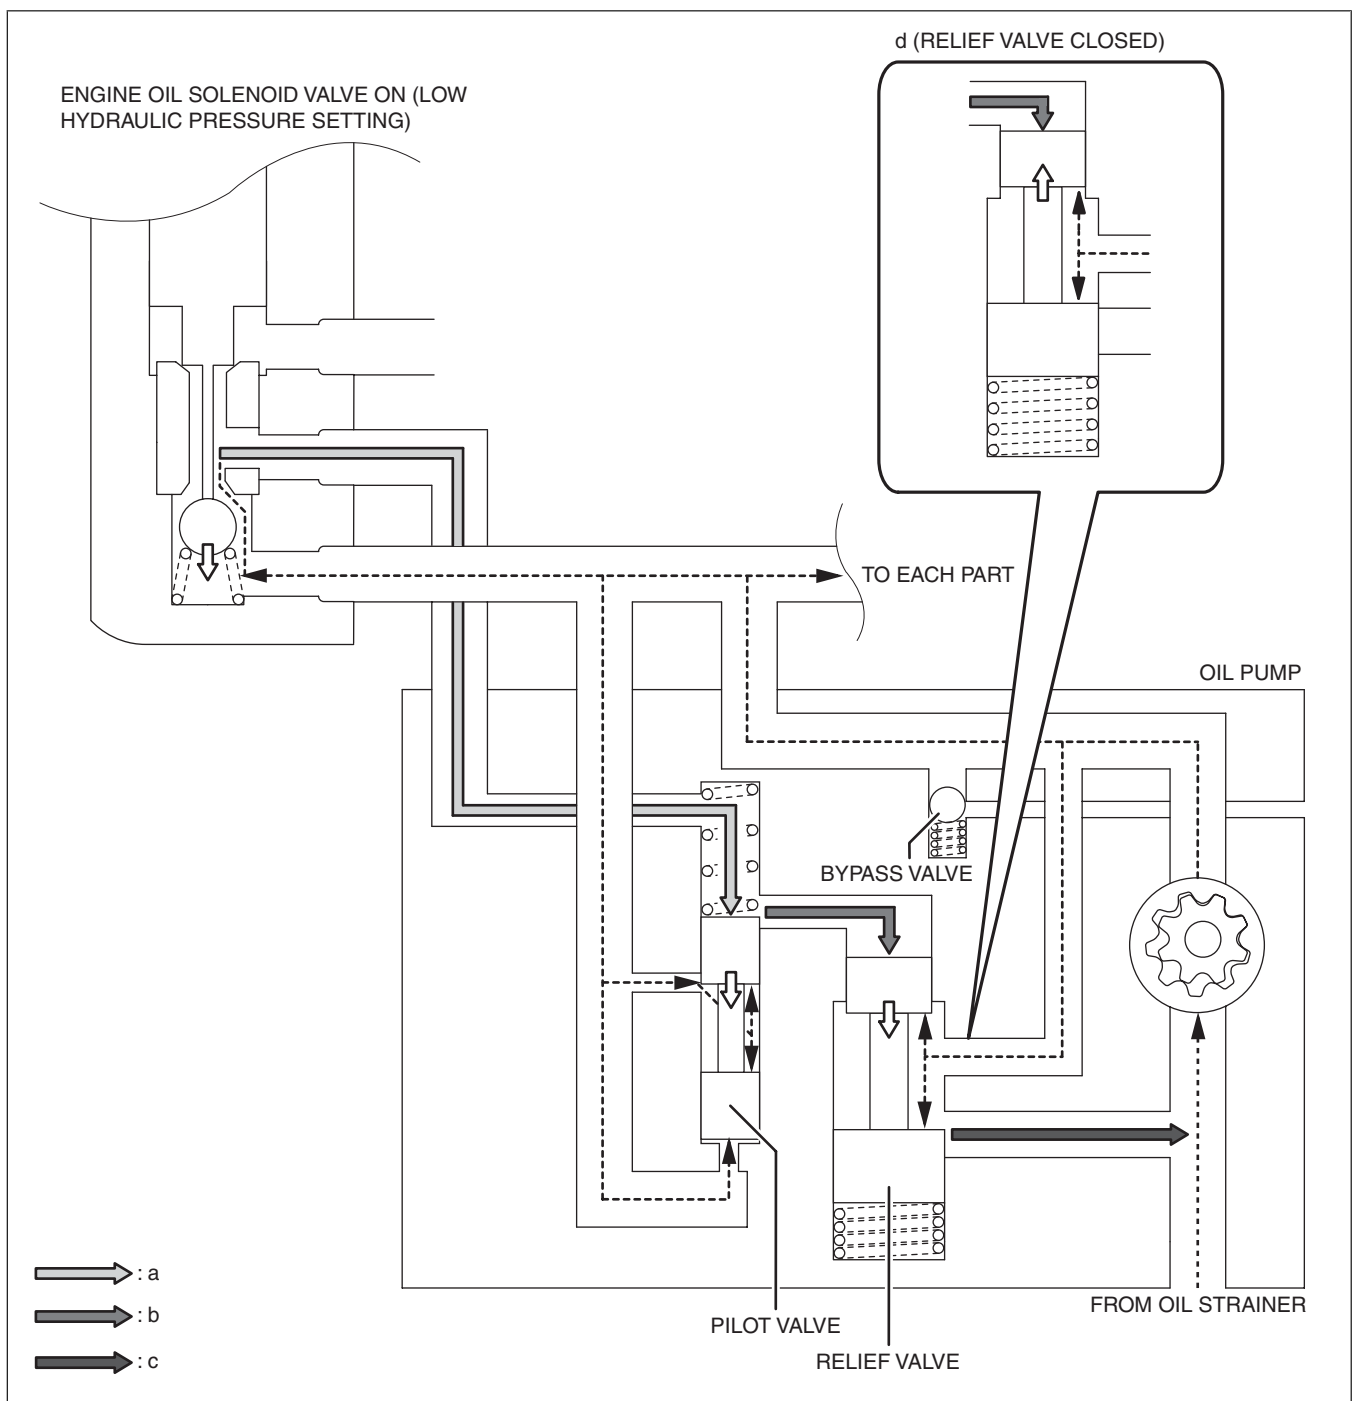 d (RELIEF VALVE CLOSED)
ENGINE OIL SOLENOID VALVE ON (LOW
HYDRAULIC PRESSURE SETTING)
TO EACH PART
OIL PUMP
BYPASS VALVE
: a
: b
: c
FROM OIL STRAINER
PILOT VALVE
RELIEF VALVE